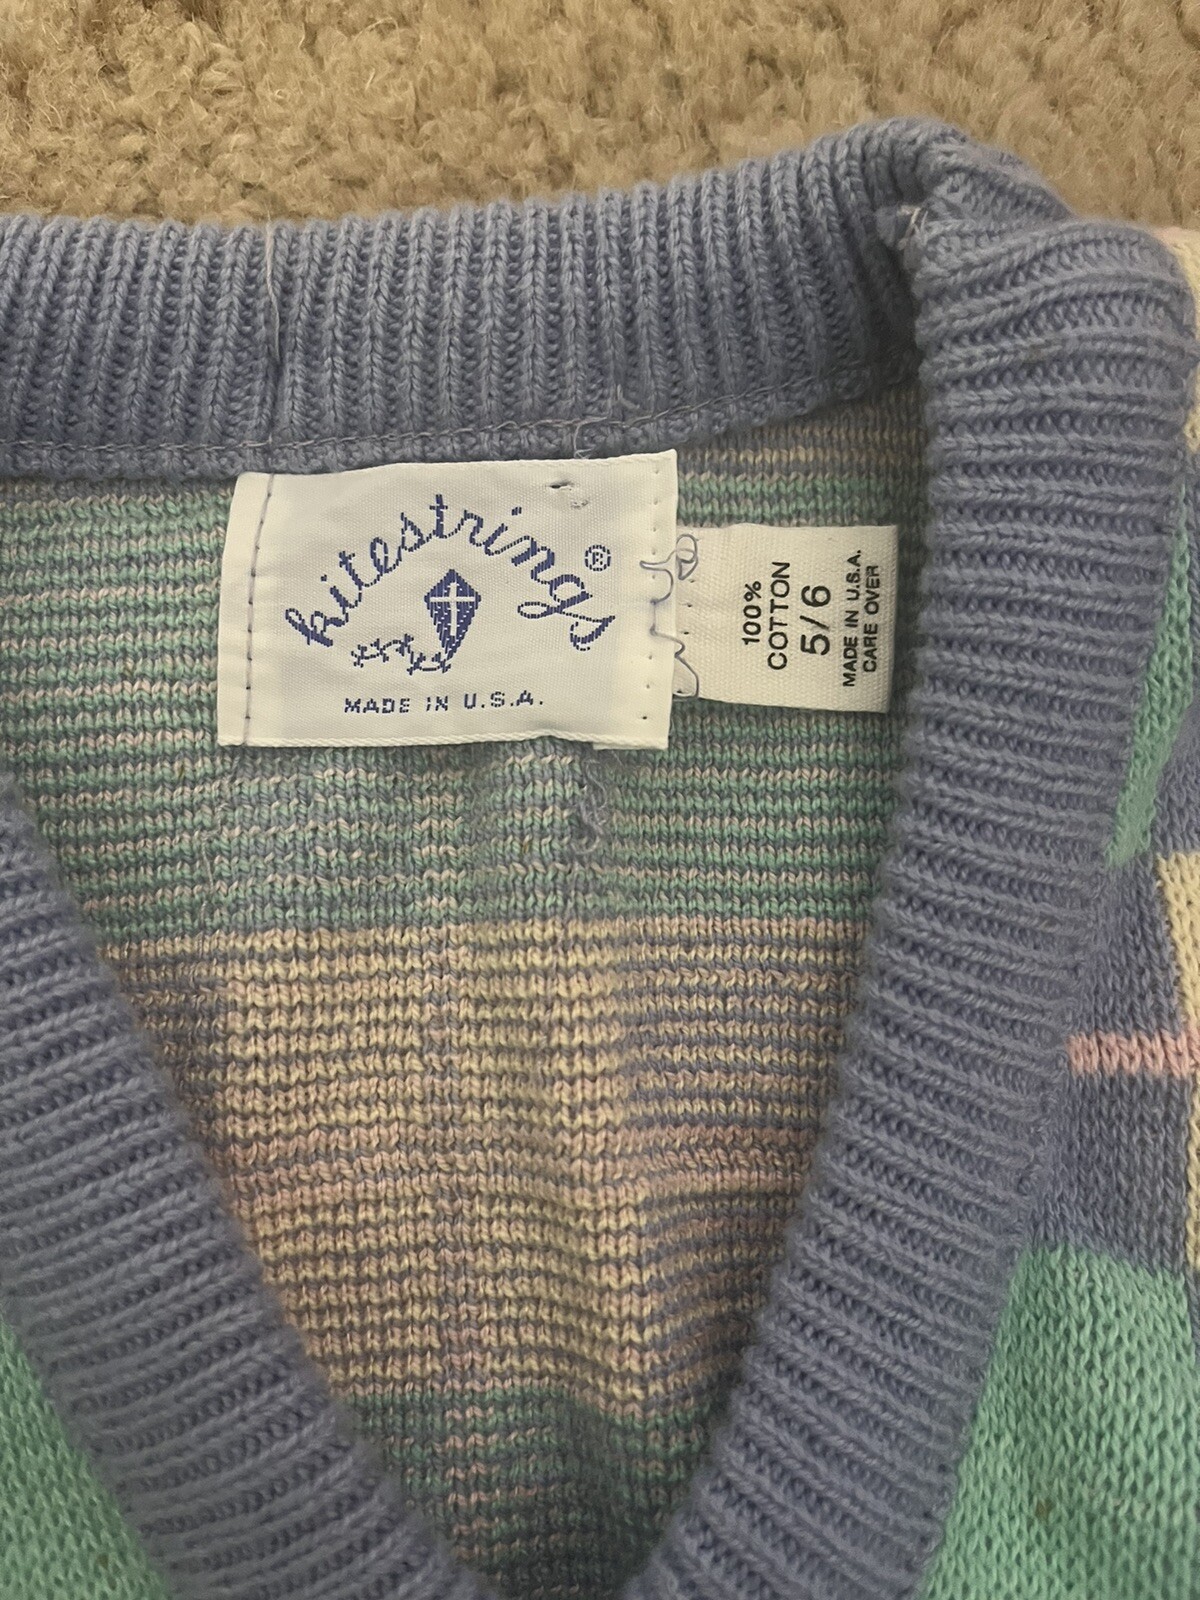 kitestrings®
MADE IN U.S.A.
100%
COTTON
5/6
MADE IN U.S.A.
CARE OVER